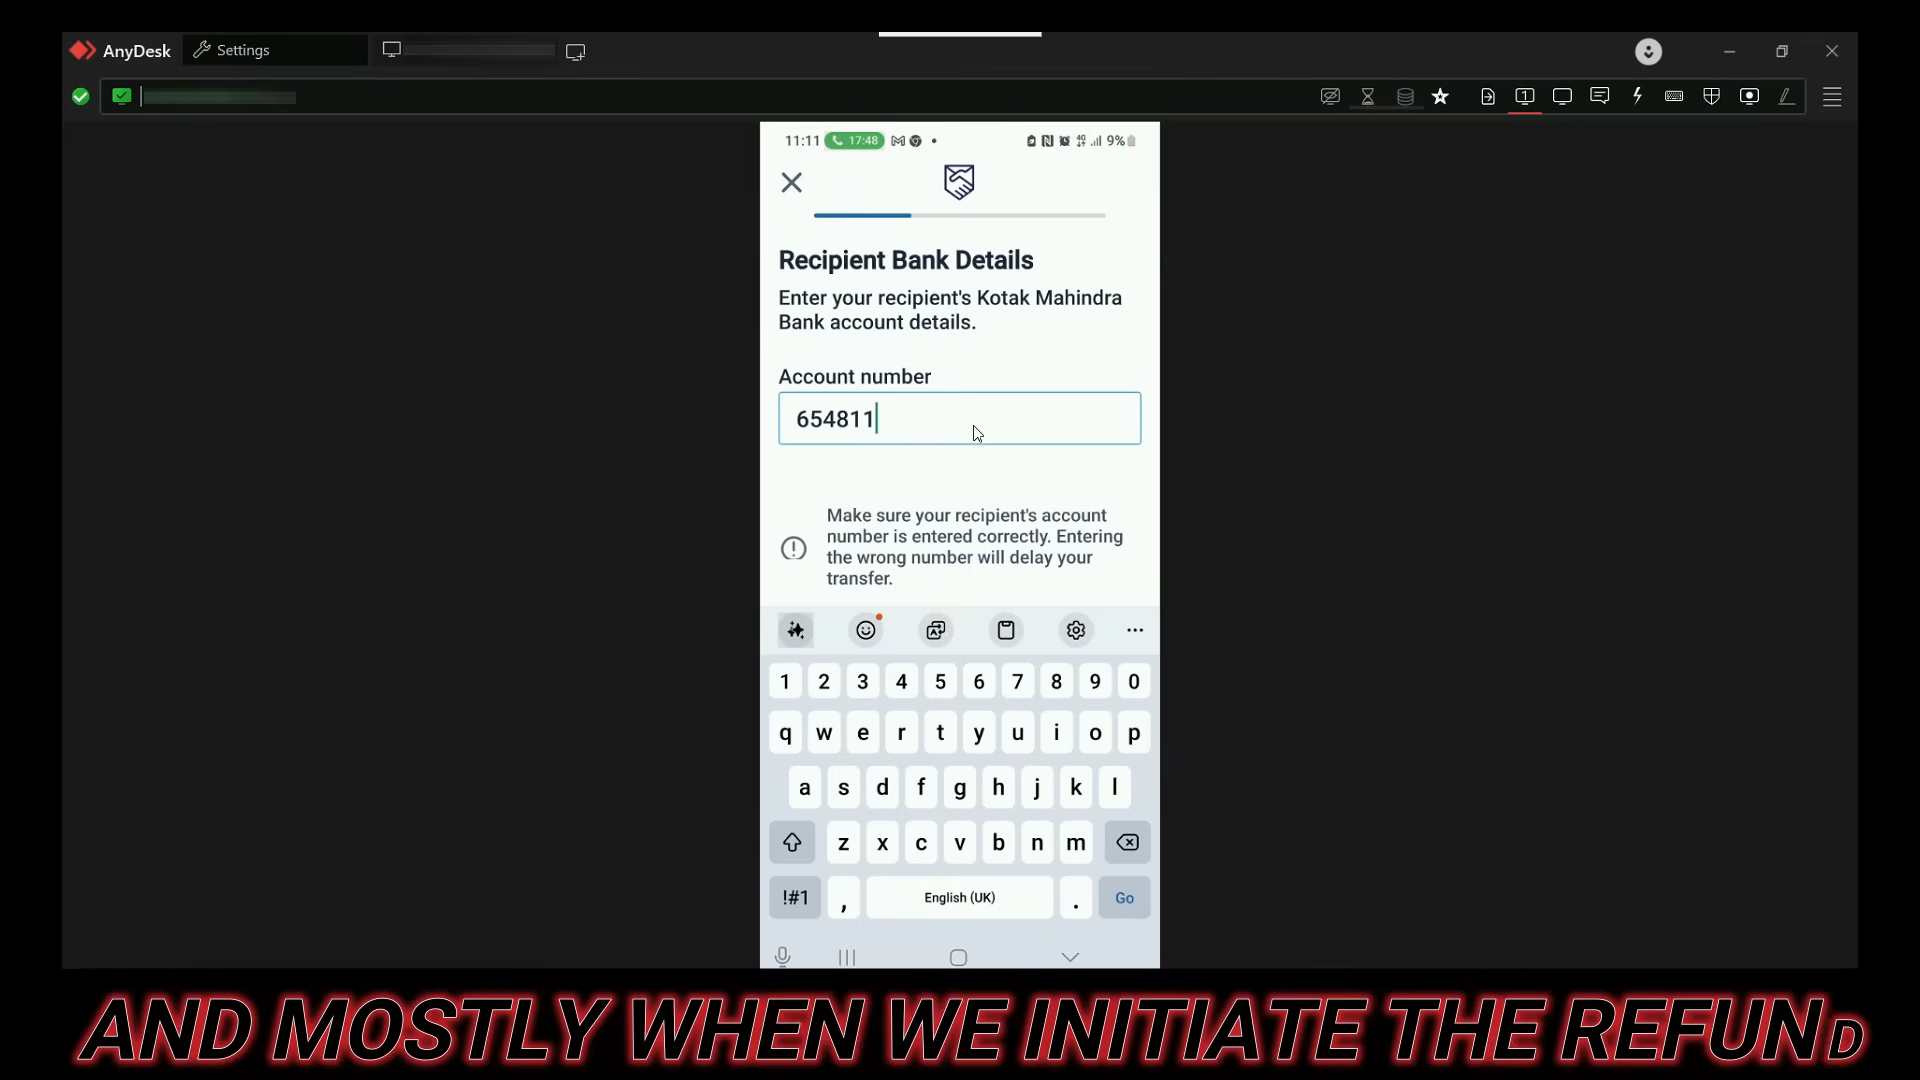 AnyDesk
Settings
1
11:11 17:48 4G 9%
Recipient Bank Details
Enter your recipient's Kotak Mahindra
Bank account details.
Account number
654811
Make sure your recipient's account
number is entered correctly. Entering
the wrong number will delay your
transfer.
1 2 3 4 5 6 7 8 9 0
q w e r t y u i o p
a s d f g h j k l
z x c v b n m
!#1 , English (UK) . Go
AND MOSTLY WHEN WE INITIATE THE REFUND